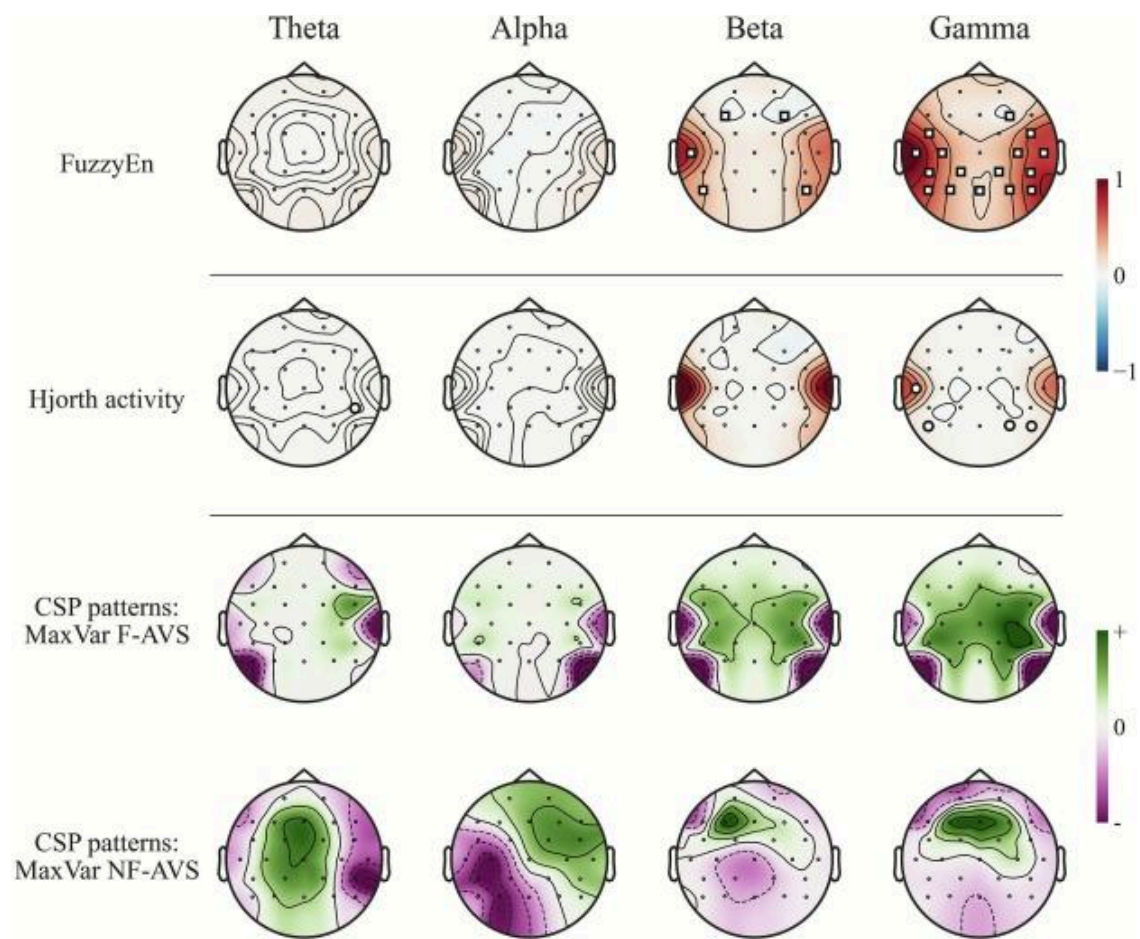 Theta Alpha Beta Gamma
FuzzyEn
1
0
−1
Hjorth activity
CSP patterns:
MaxVar F-AVS
+
0
-
CSP patterns:
MaxVar NF-AVS